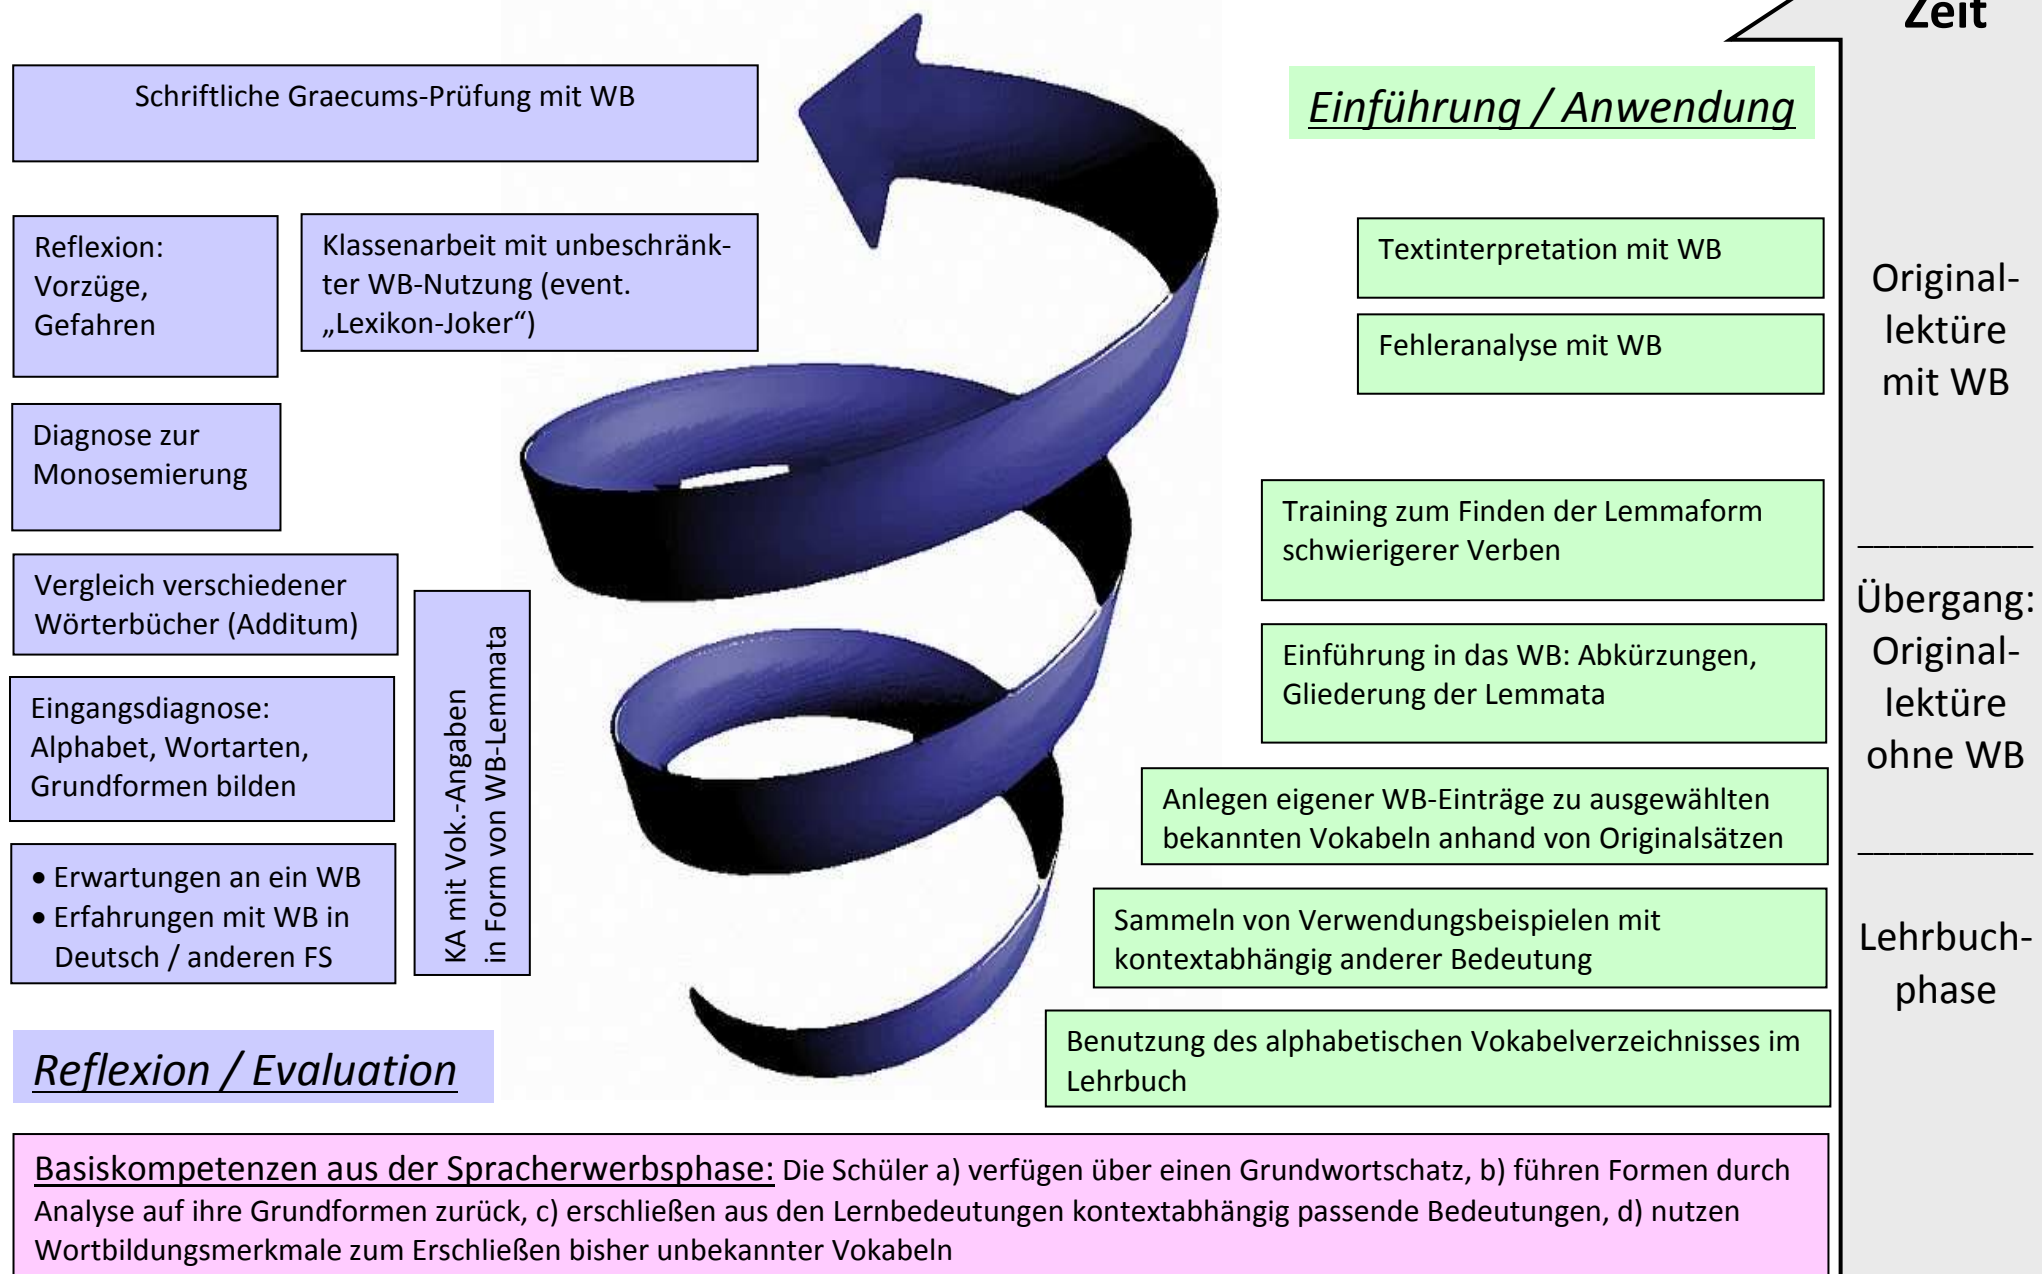 Zeit
Schriftliche Graecums-Prüfung mit WB
Einführung / Anwendung
Reflexion:
Vorzüge,
Gefahren
Klassenarbeit mit unbeschränk-
ter WB-Nutzung (event.
„Lexikon-Joker“)
Textinterpretation mit WB
Fehleranalyse mit WB
Original-
lektüre
mit WB
Diagnose zur
Monosemierung
Training zum Finden der Lemmaform
schwierigerer Verben
Vergleich verschiedener
Wörterbücher (Additum)
Einführung in das WB: Abkürzungen,
Gliederung der Lemmata
Übergang:
Original-
lektüre
ohne WB
Eingangsdiagnose:
Alphabet, Wortarten,
Grundformen bilden
KA mit Vok.-Angaben
in Form von WB-Lemmata
Anlegen eigener WB-Einträge zu ausgewählten
bekannten Vokabeln anhand von Originalsätzen
• Erwartungen an ein WB
• Erfahrungen mit WB in
Deutsch / anderen FS
Sammeln von Verwendungsbeispielen mit
kontextabhängig anderer Bedeutung
Lehrbuch-
phase
Benutzung des alphabetischen Vokabelverzeichnisses im
Lehrbuch
Reflexion / Evaluation
Basiskompetenzen aus der Spracherwerbsphase: Die Schüler a) verfügen über einen Grundwortschatz, b) führen Formen durch
Analyse auf ihre Grundformen zurück, c) erschließen aus den Lernbedeutungen kontextabhängig passende Bedeutungen, d) nutzen
Wortbildungsmerkmale zum Erschließen bisher unbekannter Vokabeln